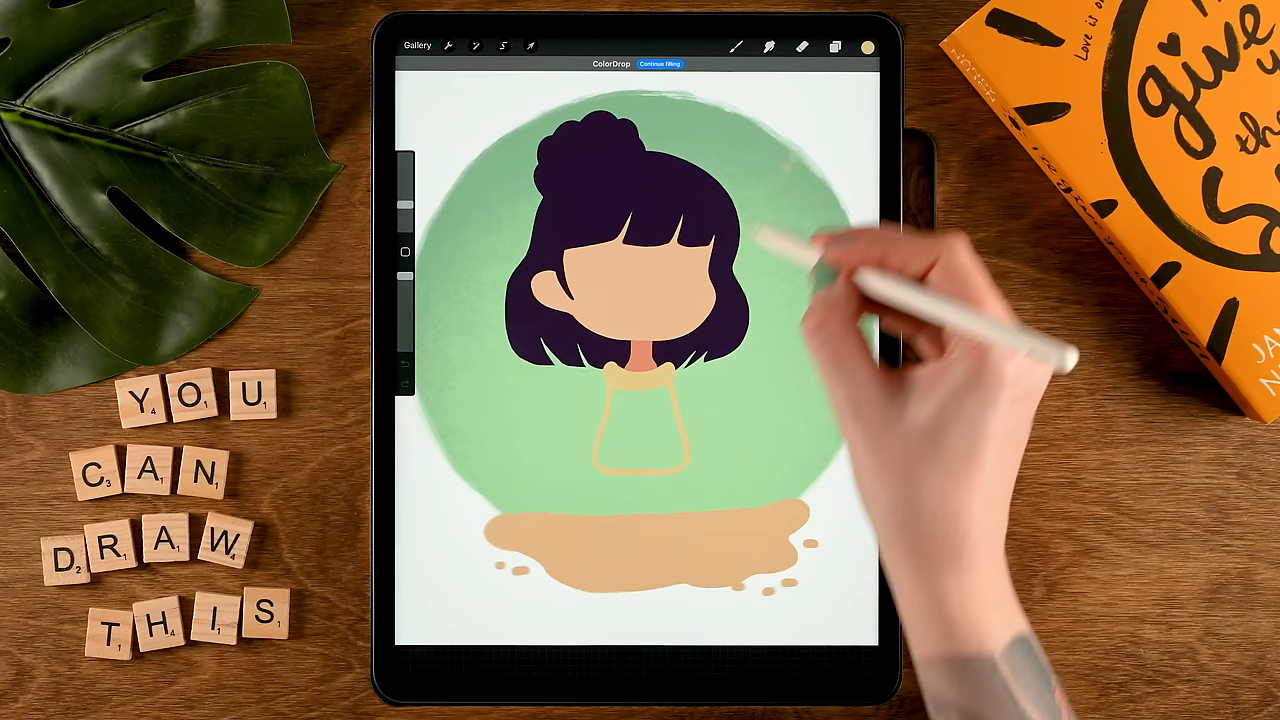 Gallery
ColorDrop Continue filling
YOU
CAN
DRAW
THIS
Love is
give
the